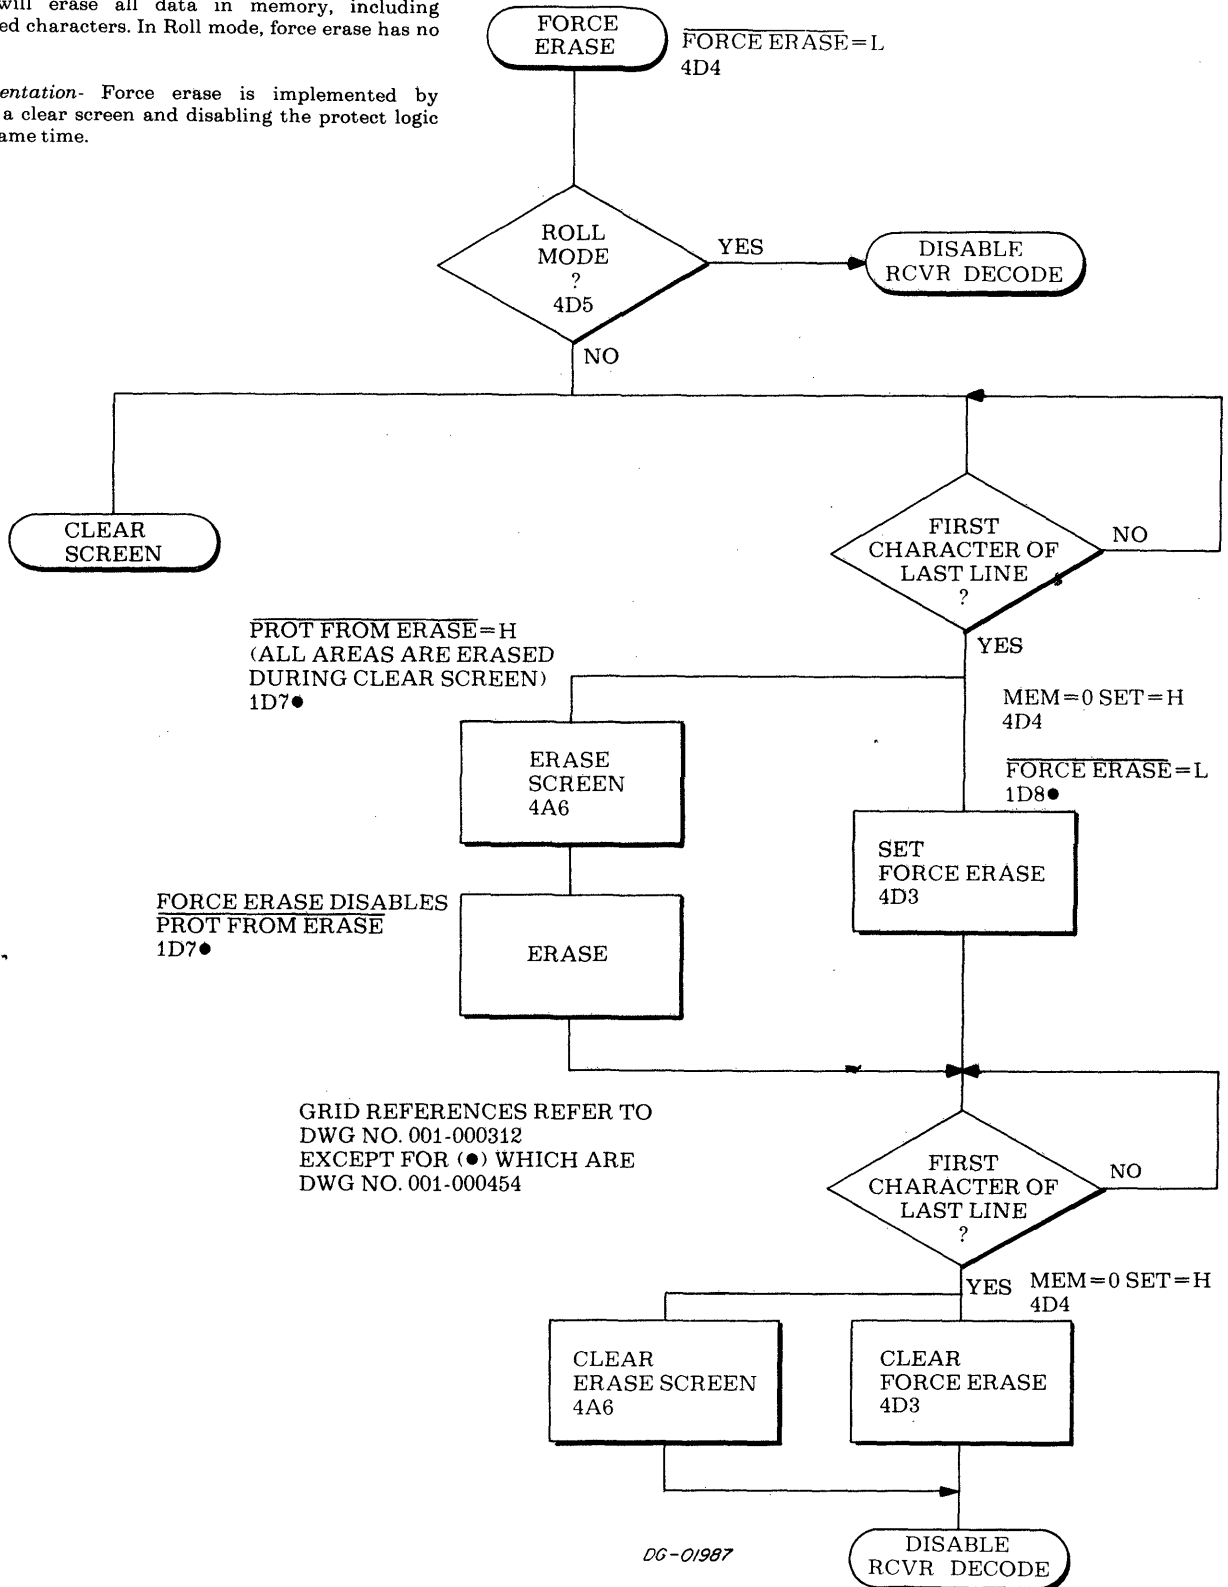 will erase all data in memory, including
ed characters. In Roll mode, force erase has no
entation- Force erase is implemented by
a clear screen and disabling the protect logic
ame time.
FORCE
ERASE
FORCE ERASE=L
4D4
ROLL
MODE
?
4D5
YES
DISABLE
RCVR DECODE
NO
CLEAR
SCREEN
FIRST
CHARACTER OF
LAST LINE
?
NO
YES
PROT FROM ERASE=H
(ALL AREAS ARE ERASED
DURING CLEAR SCREEN)
1D7●
MEM=0 SET=H
4D4
FORCE ERASE=L
1D8●
ERASE
SCREEN
4A6
SET
FORCE ERASE
4D3
FORCE ERASE DISABLES
PROT FROM ERASE
1D7●
ERASE
GRID REFERENCES REFER TO
DWG NO. 001-000312
EXCEPT FOR (●) WHICH ARE
DWG NO. 001-000454
FIRST
CHARACTER OF
LAST LINE
?
NO
YES
MEM=0 SET=H
4D4
CLEAR
ERASE SCREEN
4A6
CLEAR
FORCE ERASE
4D3
DG-01987
DISABLE
RCVR DECODE